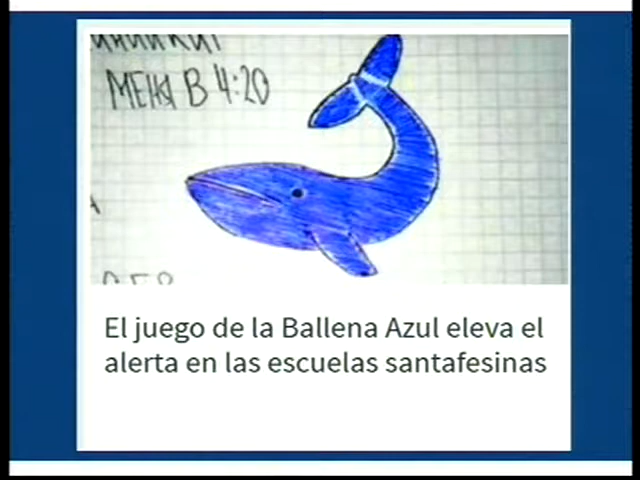 МЕНЯ В 4:20
El juego de la Ballena Azul eleva el
alerta en las escuelas santafesinas